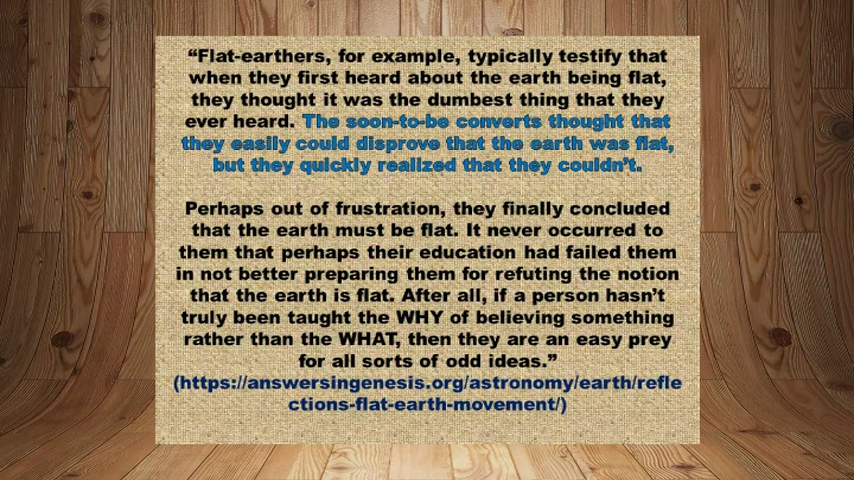 “Flat-earthers, for example, typically testify that
when they first heard about the earth being flat,
they thought it was the dumbest thing that they
ever heard. The soon-to-be converts thought that
they easily could disprove that the earth was flat,
but they quickly realized that they couldn’t.
Perhaps out of frustration, they finally concluded
that the earth must be flat. It never occurred to
them that perhaps their education had failed them
in not better preparing them for refuting the notion
that the earth is flat. After all, if a person hasn’t
truly been taught the WHY of believing something
rather than the WHAT, then they are an easy prey
for all sorts of odd ideas.”
(https://answersingenesis.org/astronomy/earth/refle
ctions-flat-earth-movement/)